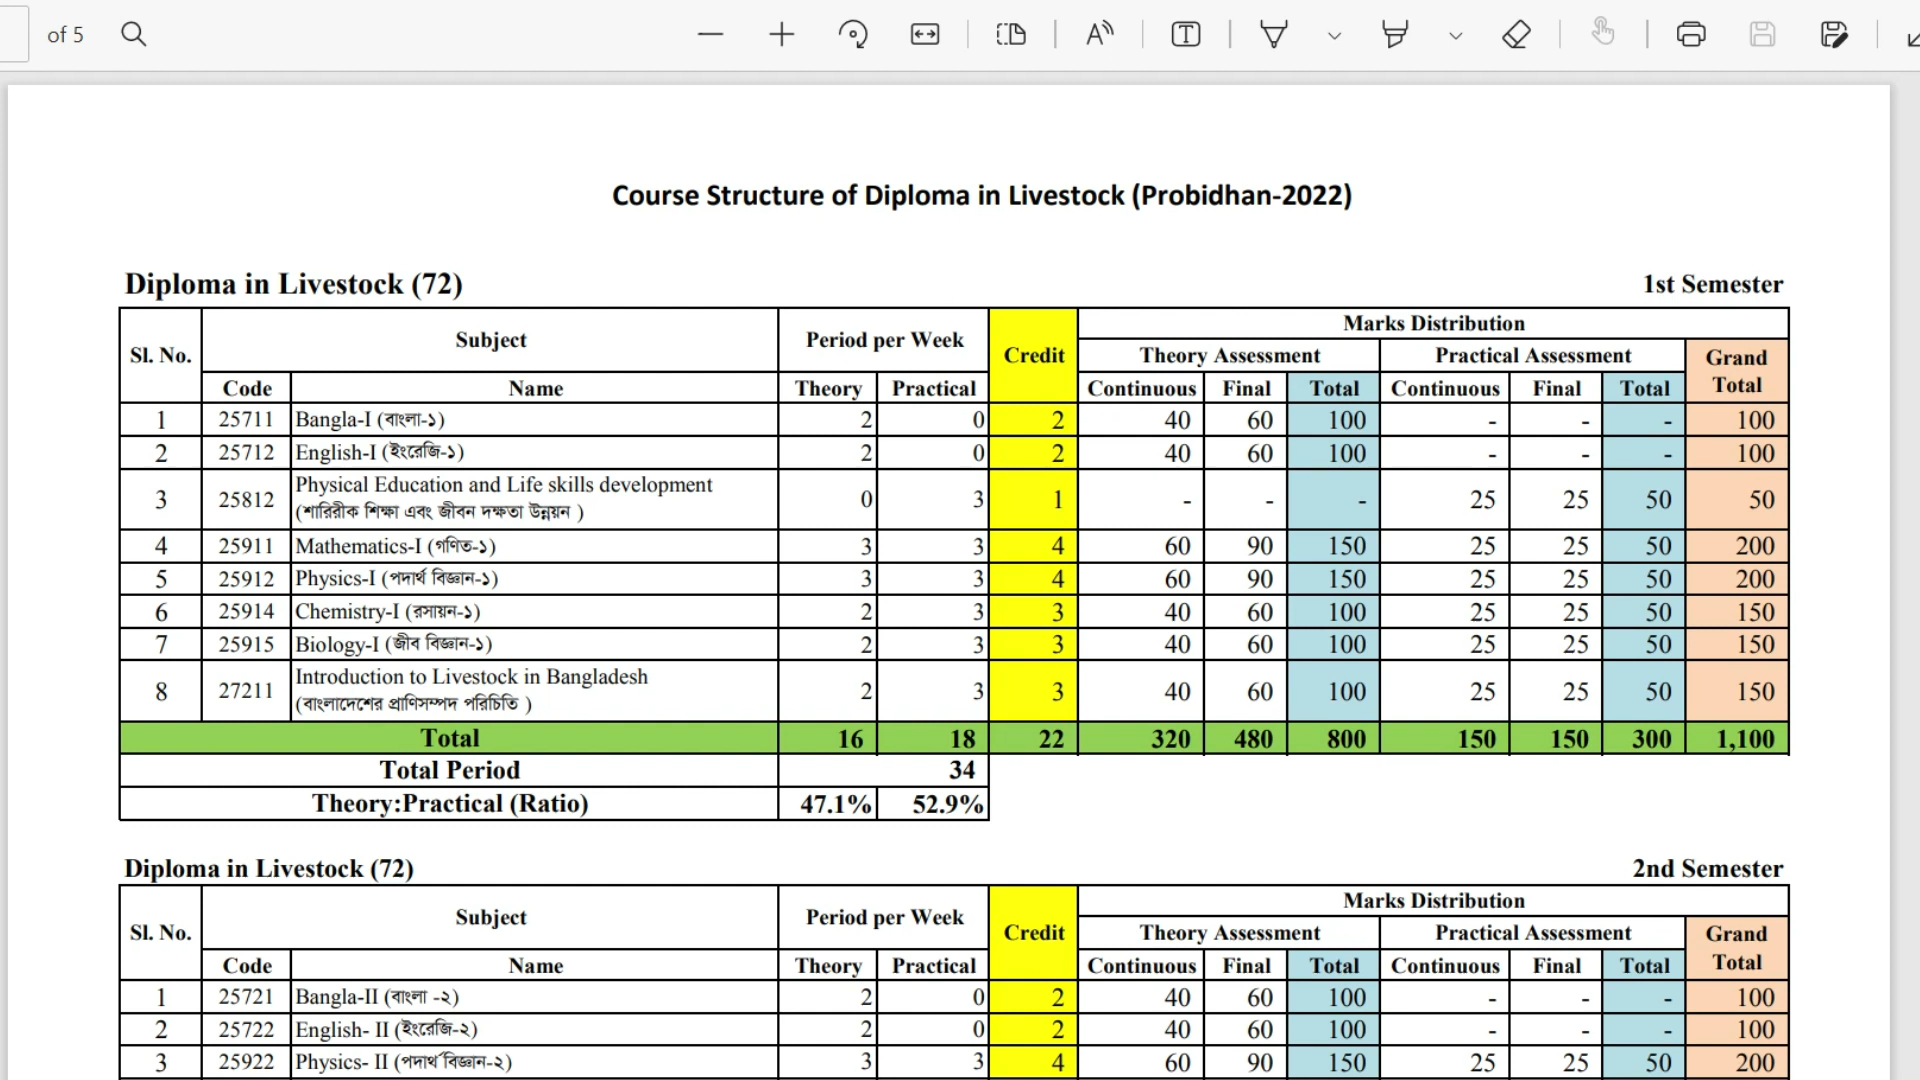 of 5
Course Structure of Diploma in Livestock (Probidhan-2022)
Diploma in Livestock (72) 1st Semester
Sl. No. Subject Period per Week Credit Marks Distribution
Theory Assessment Practical Assessment Grand Total
Code Name Theory Practical Continuous Final Total Continuous Final Total
1 25711 Bangla-I (বাংলা-১) 2 0 2 40 60 100 - - - 100
2 25712 English-I (ইংরেজি-১) 2 0 2 40 60 100 - - - 100
3 25812 Physical Education and Life skills development
(শারিরীক শিক্ষা এবং জীবন দক্ষতা উন্নয়ন ) 0 3 1 - - - 25 25 50 50
4 25911 Mathematics-I (গণিত-১) 3 3 4 60 90 150 25 25 50 200
5 25912 Physics-I (পদার্থ বিজ্ঞান-১) 3 3 4 60 90 150 25 25 50 200
6 25914 Chemistry-I (রসায়ন-১) 2 3 3 40 60 100 25 25 50 150
7 25915 Biology-I (জীব বিজ্ঞান-১) 2 3 3 40 60 100 25 25 50 150
8 27211 Introduction to Livestock in Bangladesh
(বাংলাদেশের প্রাণিসম্পদ পরিচিতি ) 2 3 3 40 60 100 25 25 50 150
Total 16 18 22 320 480 800 150 150 300 1,100
Total Period 34
Theory:Practical (Ratio) 47.1% 52.9%
Diploma in Livestock (72) 2nd Semester
Sl. No. Subject Period per Week Credit Marks Distribution
Theory Assessment Practical Assessment Grand Total
Code Name Theory Practical Continuous Final Total Continuous Final Total
1 25721 Bangla-II (বাংলা -২) 2 0 2 40 60 100 - - - 100
2 25722 English- II (ইংরেজি-২) 2 0 2 40 60 100 - - - 100
3 25922 Physics- II (পদার্থ বিজ্ঞান-২) 3 3 4 60 90 150 25 25 50 200